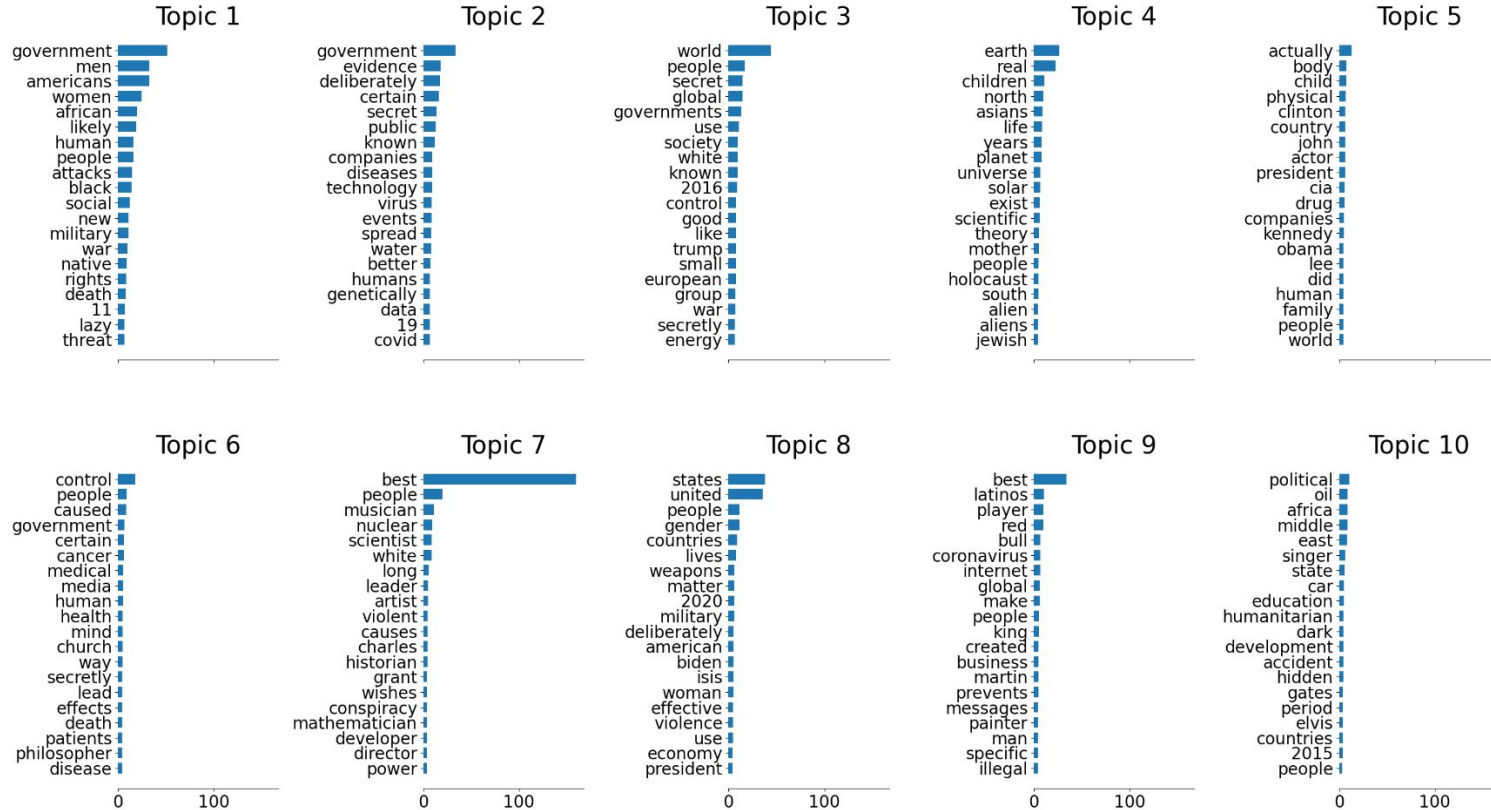 Topic 1
government
men
americans
women
african
likely
human
people
attacks
black
social
new
military
war
native
rights
death
11
lazy
threat
Topic 2
government
evidence
deliberately
certain
secret
public
known
companies
diseases
technology
virus
events
spread
water
better
humans
genetically
data
19
covid
Topic 3
world
people
secret
global
governments
use
society
white
known
2016
control
good
like
trump
small
european
group
war
secretly
energy
Topic 4
earth
real
children
north
asians
life
years
planet
universe
solar
exist
scientific
theory
mother
people
holocaust
south
alien
aliens
jewish
Topic 5
actually
body
child
physical
clinton
country
john
actor
president
cia
drug
companies
kennedy
obama
lee
did
human
family
people
world
Topic 6
control
people
caused
government
certain
cancer
medical
media
human
health
mind
church
way
secretly
lead
effects
death
patients
philosopher
disease
0 100
Topic 7
best
people
musician
nuclear
scientist
white
long
leader
artist
violent
causes
charles
historian
grant
wishes
conspiracy
mathematician
developer
director
power
0 100
Topic 8
states
united
people
gender
countries
lives
weapons
matter
2020
military
deliberately
american
biden
isis
woman
effective
violence
use
economy
president
0 100
Topic 9
best
latinos
player
red
bull
coronavirus
internet
global
make
people
king
created
business
martin
prevents
messages
painter
man
specific
illegal
0 100
Topic 10
political
oil
africa
middle
east
singer
state
car
education
humanitarian
dark
development
accident
hidden
gates
period
elvis
countries
2015
people
0 100